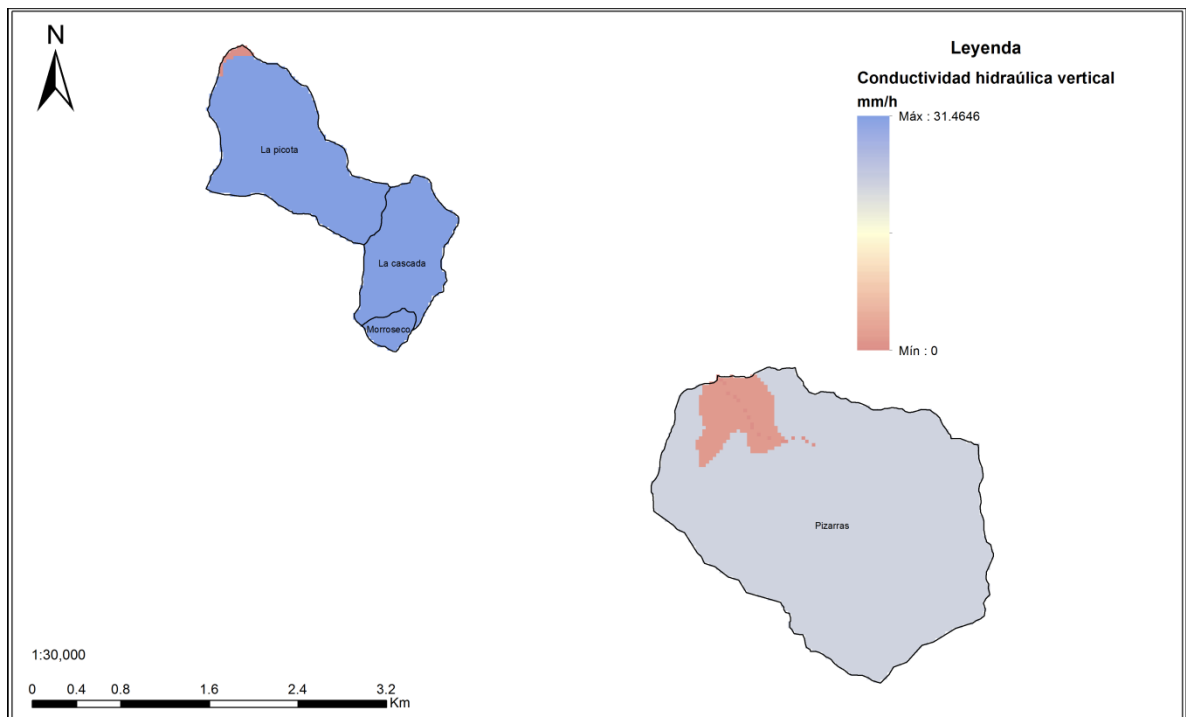 N
Leyenda
Conductividad hidraúlica vertical
mm/h
Máx : 31.4646
Mín : 0
La picota
La cascada
Morroseco
Pizarras
1:30,000
0 0.4 0.8 1.6 2.4 3.2
Km